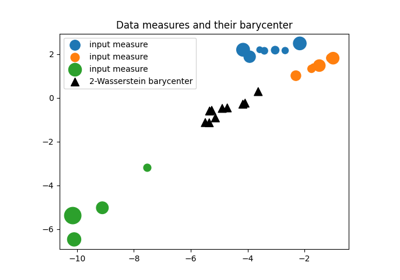 Data measures and their barycenter
input measure
input measure
input measure
2-Wasserstein barycenter
2
0
−2
−4
−6
−10
−8
−6
−4
−2